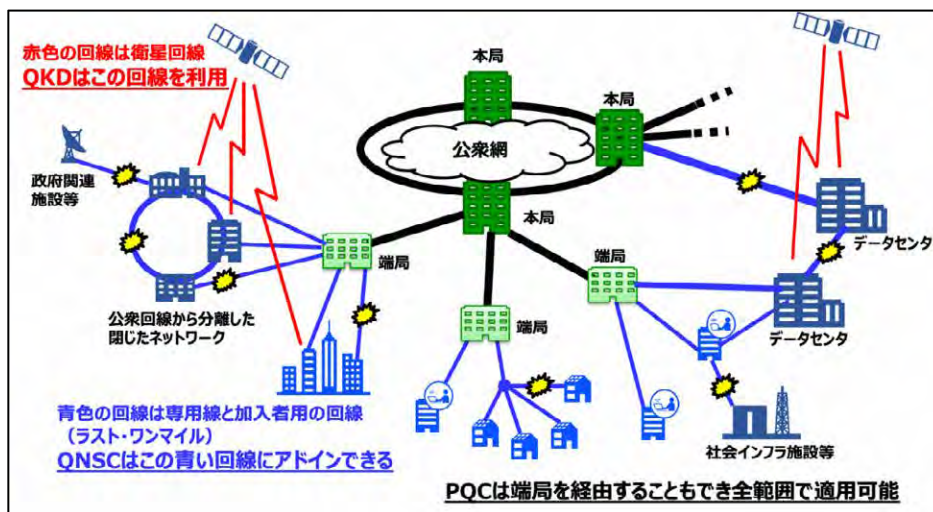 赤色の回線は衛星回線
QKDはこの回線を利用
本局
本局
公衆網
政府関連
施設等
本局
データセンタ
端局
端局
公衆回線から分離した
閉じたネットワーク
端局
データセンタ
青色の回線は専用線と加入者用の回線
（ラスト・ワンマイル）
QNSCはこの青い回線にアドインできる
社会インフラ施設等
PQCは端局を経由することもでき全範囲で適用可能